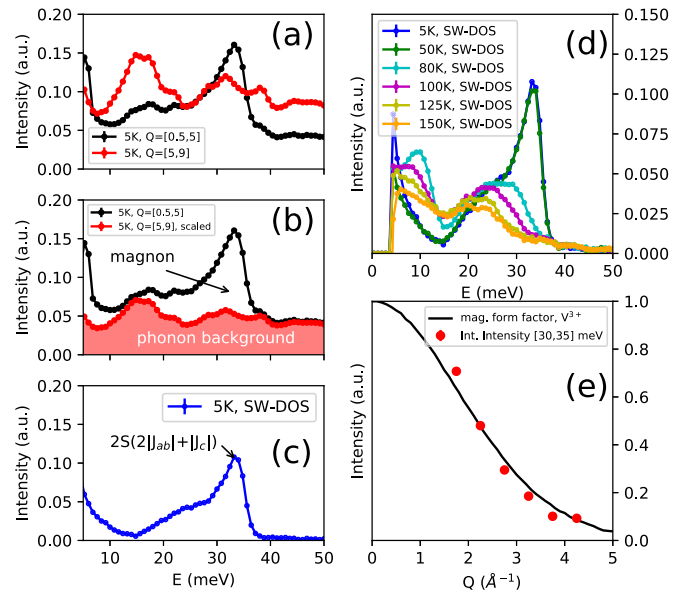 0.20
0.15
0.10
0.05
0.00
Intensity (a.u.)
(a)
5K, Q=[0.5,5]
5K, Q=[5,9]
0.20
0.15
0.10
0.05
0.00
Intensity (a.u.)
(b)
5K, Q=[0.5,5]
5K, Q=[5,9], scaled
magnon
phonon background
0.20
0.15
0.10
0.05
0.00
Intensity (a.u.)
(c)
5K, SW-DOS
2S(2|J_ab|+|J_c|)
10 20 30 40 50
E (meV)
(d)
5K, SW-DOS
50K, SW-DOS
80K, SW-DOS
100K, SW-DOS
125K, SW-DOS
150K, SW-DOS
0.150
0.125
0.100
0.075
0.050
0.025
0.000
Intensity (a.u.)
0 10 20 30 40 50
E (meV)
(e)
mag. form factor, V³⁺
Int. Intensity [30,35] meV
1.0
0.8
0.6
0.4
0.2
0.0
Intensity (a.u.)
0 1 2 3 4 5
Q (Å⁻¹)